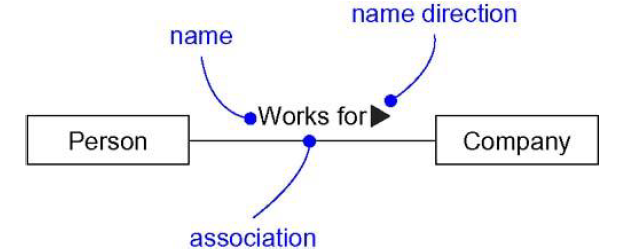 name direction
name
Works for
Person
Company
association